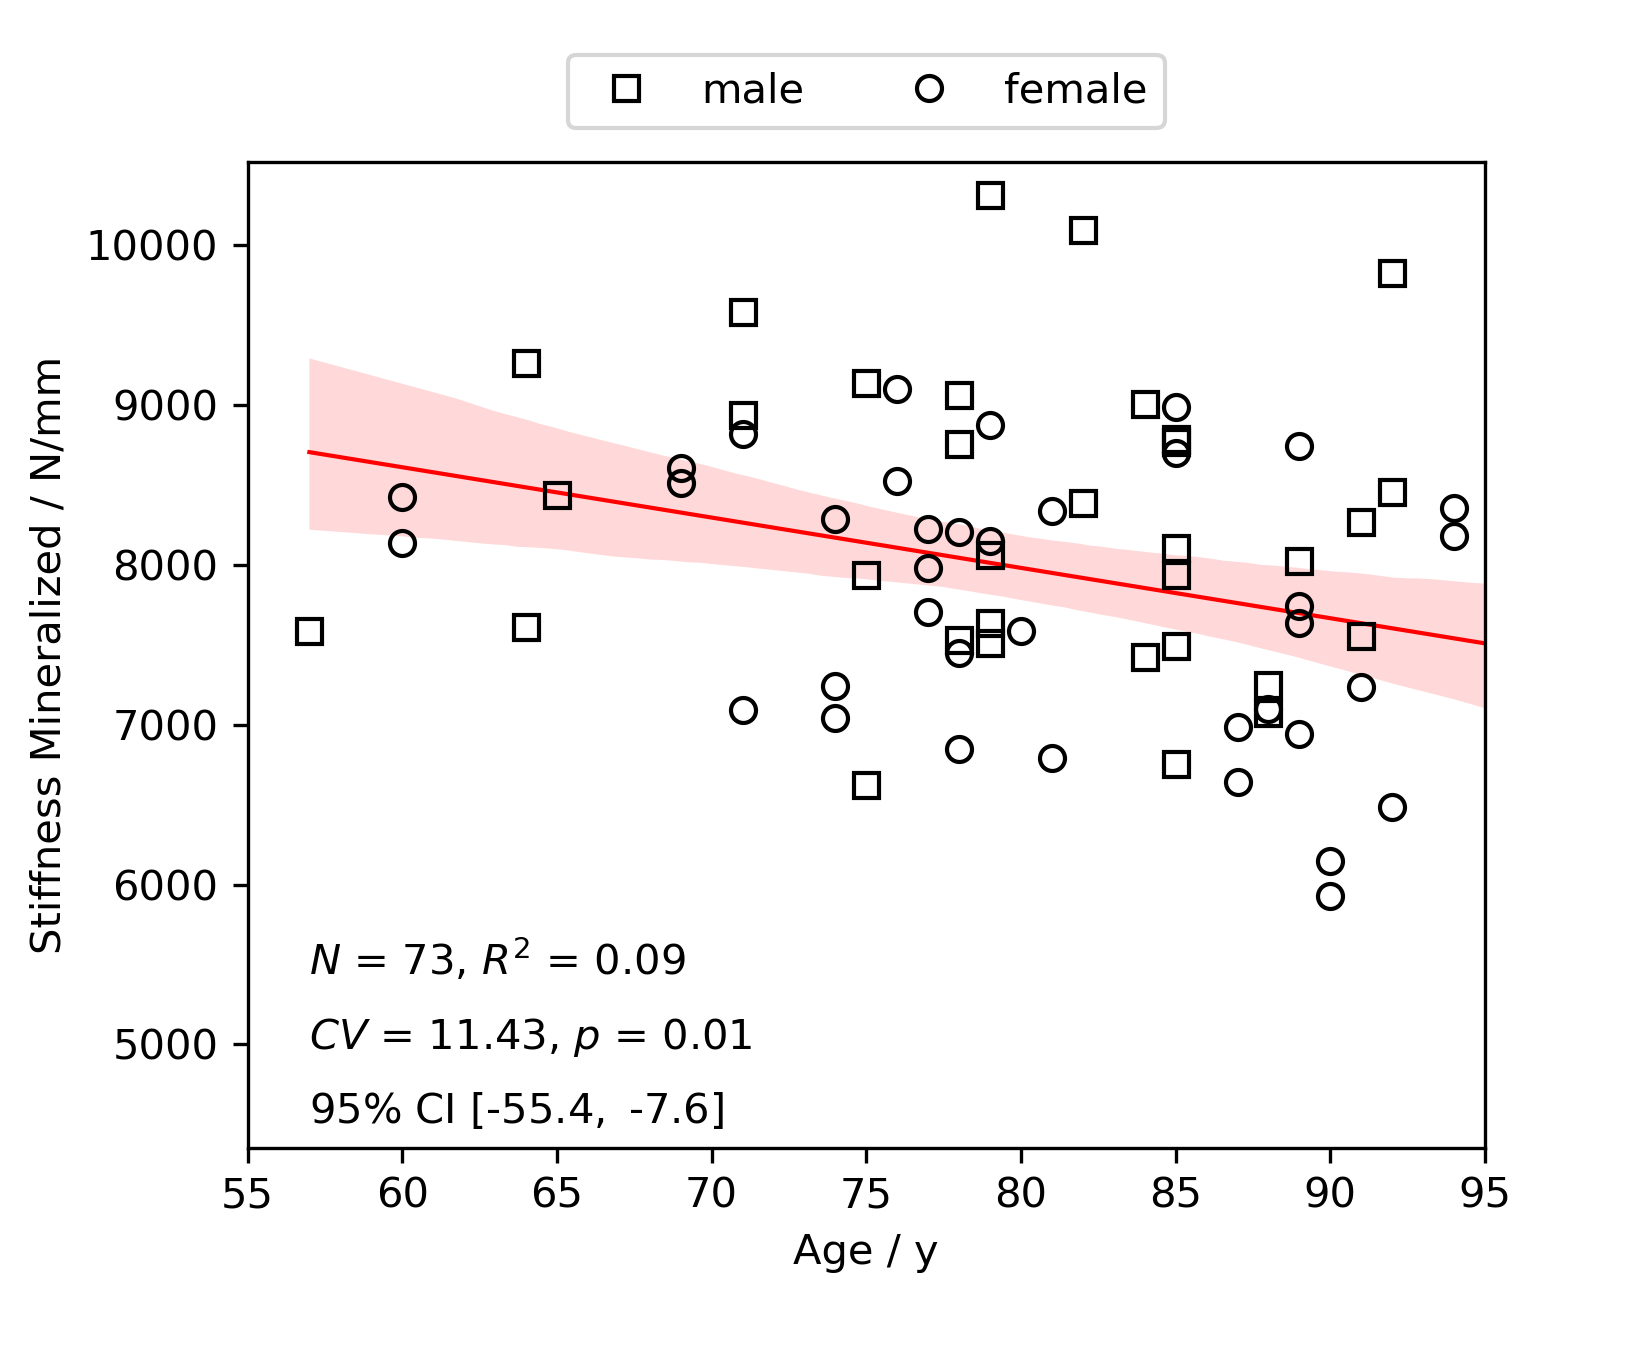 male female
10000
9000
8000
7000
6000
5000
Stiffness Mineralized / N/mm
N = 73, R² = 0.09
CV = 11.43, p = 0.01
95% CI [-55.4, -7.6]
55 60 65 70 75 80 85 90 95
Age / y